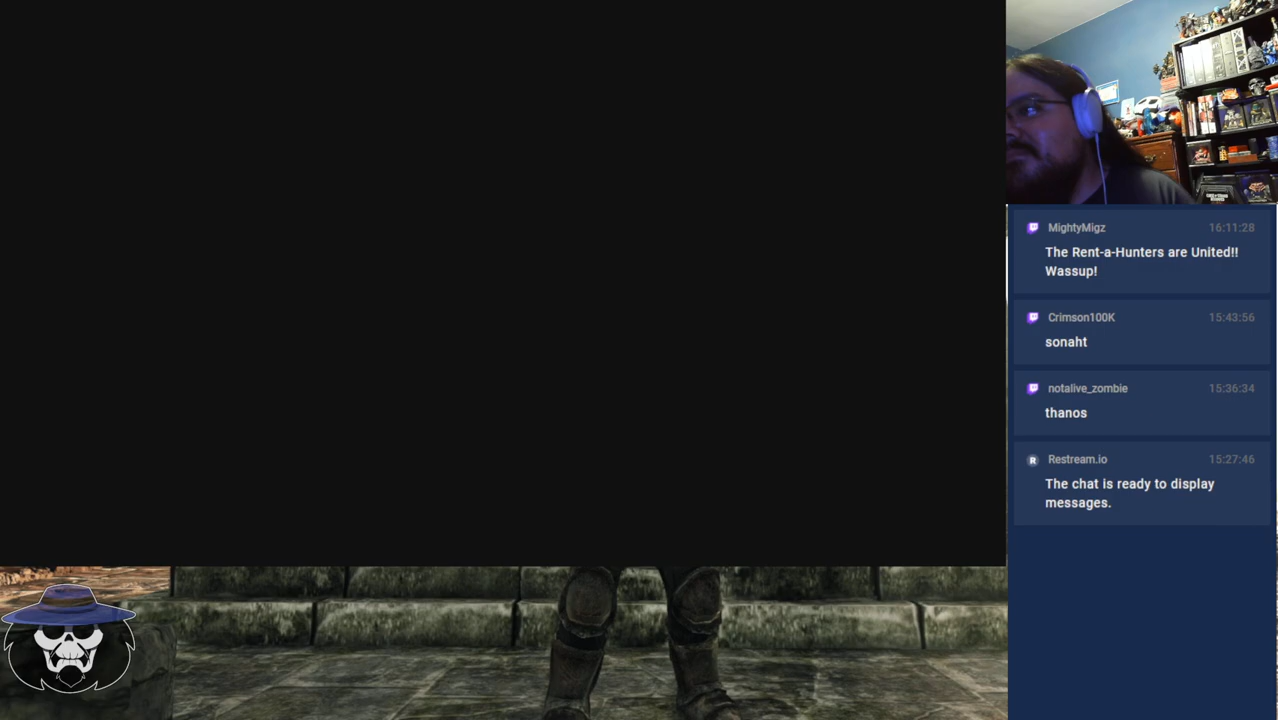 MightyMigz 16:11:28
The Rent-a-Hunters are United!!
Wassup!
Crimson100K 15:43:56
sonaht
notalive_zombie 15:36:34
thanos
R Restream.io 15:27:46
The chat is ready to display
messages.